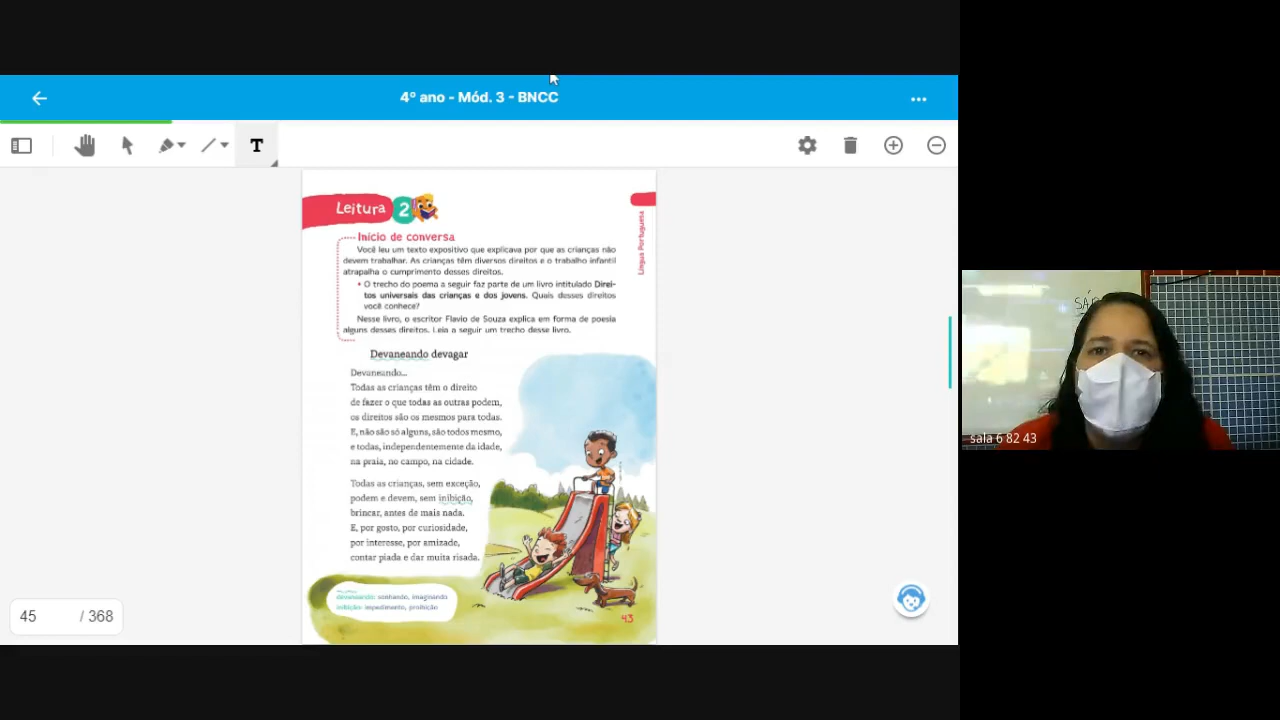 4º ano - Mód. 3 - BNCC
T
Leitura 2
Língua Portuguesa
Início de conversa
Você leu um texto expositivo que explicava por que as crianças não
devem trabalhar. As crianças têm diversos direitos e o trabalho infantil
atrapalha o cumprimento desses direitos.
• O trecho do poema a seguir faz parte de um livro intitulado Direi-
tos universais das crianças e dos jovens. Quais desses direitos
você conhece?
Nesse livro, o escritor Flavio de Souza explica em forma de poesia
alguns desses direitos. Leia a seguir um trecho desse livro.
Devaneando devagar
Devaneando...
Todas as crianças têm o direito
de fazer o que todas as outras podem,
os direitos são os mesmos para todas.
E, não são só alguns, são todos mesmo,
e todas, independentemente da idade,
na praia, no campo, na cidade.
Todas as crianças, sem exceção,
podem e devem, sem inibição,
brincar, antes de mais nada.
E, por gosto, por curiosidade,
por interesse, por amizade,
contar piada e dar muita risada.
devaneando: sonhando, imaginando
inibição: impedimento, proibição
43
45 / 368
SÁ
sala 6 82 43